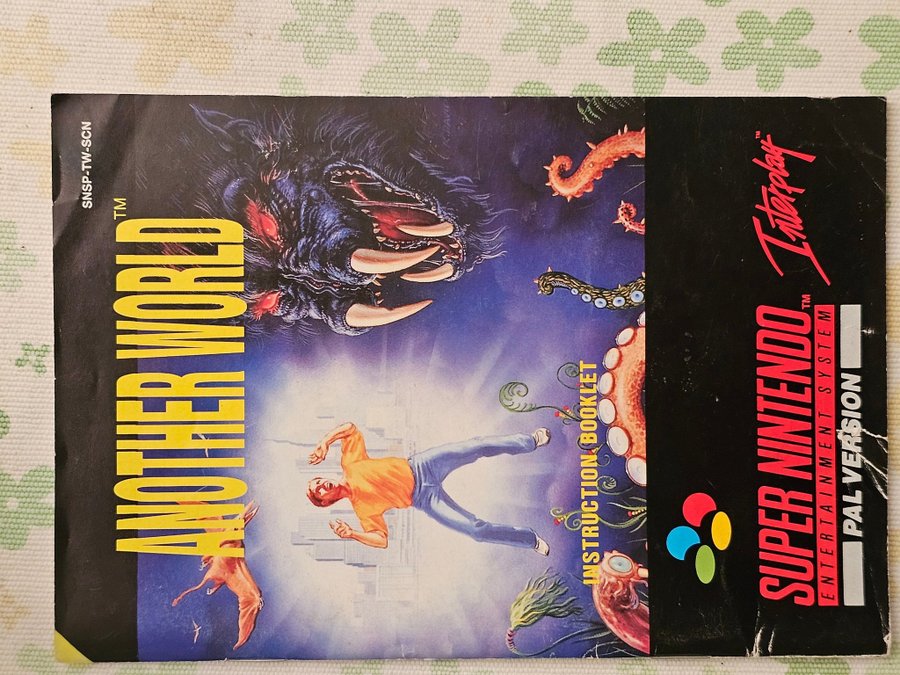 SNSP-TW-SCN
ANOTHER WORLD™
INSTRUCTION BOOKLET
SUPER NINTENDO™
ENTERTAINMENT SYSTEM
PAL VERSION
Interplay™